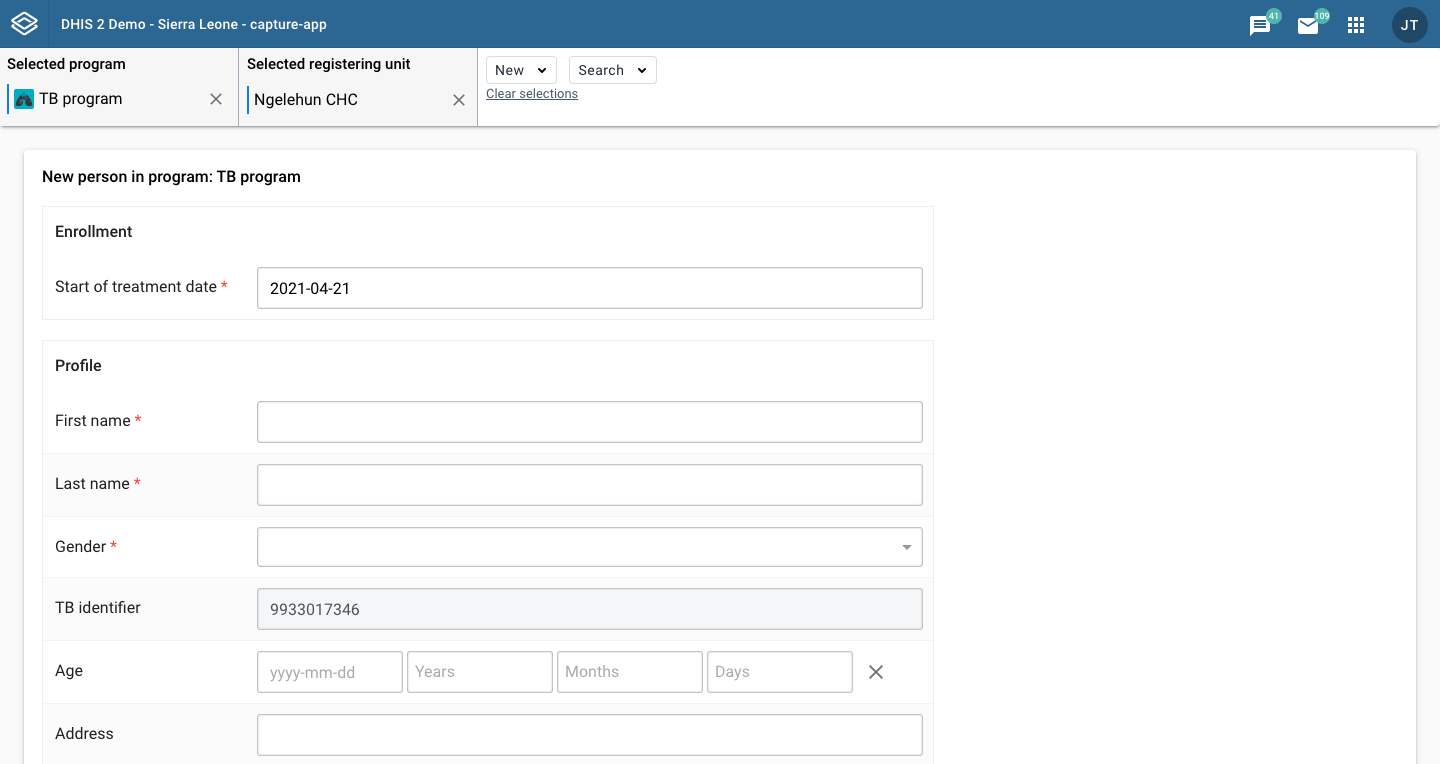 DHIS 2 Demo - Sierra Leone - capture-app
41
109
JT
Selected program
TB program
Selected registering unit
Ngelehun CHC
New
Search
Clear selections
New person in program: TB program
Enrollment
Start of treatment date *
2021-04-21
Profile
First name *
Last name *
Gender *
TB identifier
9933017346
Age
yyyy-mm-dd
Years
Months
Days
Address